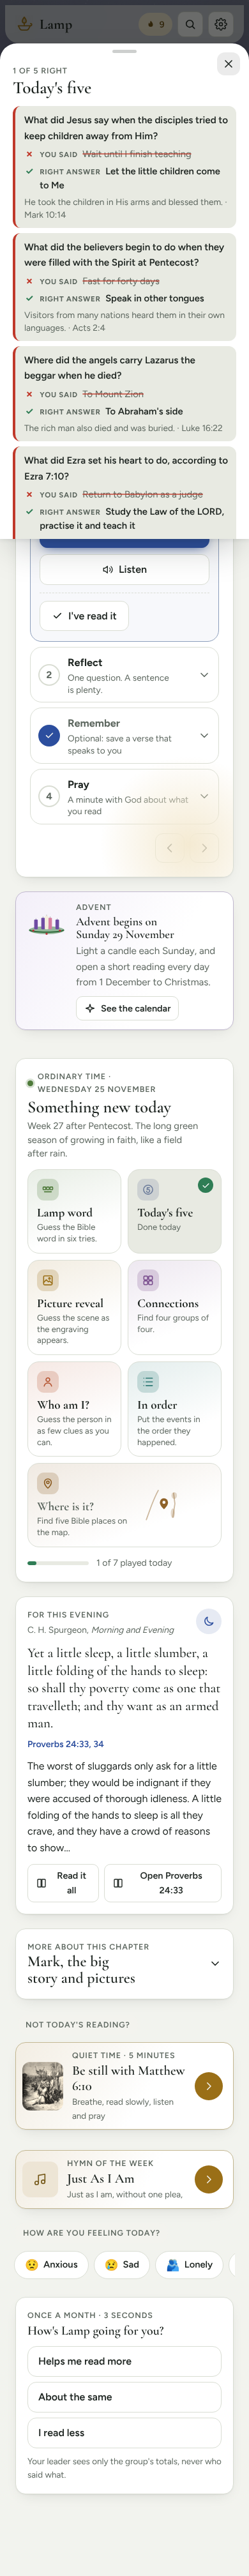 Lamp
9
1 OF 5 RIGHT
Today's five
What did Jesus say when the disciples tried to
keep children away from Him?
YOU SAID Wait until I finish teaching
RIGHT ANSWER Let the little children come
to Me
He took the children in His arms and blessed them. ·
Mark 10:14
What did the believers begin to do when they
were filled with the Spirit at Pentecost?
YOU SAID Fast for forty days
RIGHT ANSWER Speak in other tongues
Visitors from many nations heard them in their own
languages. · Acts 2:4
Where did the angels carry Lazarus the
beggar when he died?
YOU SAID To Mount Zion
RIGHT ANSWER To Abraham's side
The rich man also died and was buried. · Luke 16:22
What did Ezra set his heart to do, according to
Ezra 7:10?
YOU SAID Return to Babylon as a judge
RIGHT ANSWER Study the Law of the LORD,
practise it and teach it
Listen
I've read it
2
Reflect
One question. A sentence
is plenty.
Remember
Optional: save a verse that
speaks to you
4
Pray
A minute with God about what
you read
ADVENT
Advent begins on
Sunday 29 November
Light a candle each Sunday, and
open a short reading every day
from 1 December to Christmas.
See the calendar
ORDINARY TIME ·
WEDNESDAY 25 NOVEMBER
Something new today
Week 27 after Pentecost. The long green
season of growing in faith, like a field
after rain.
Lamp word
Guess the Bible
word in six tries.
Today's five
Done today
Picture reveal
Guess the scene as
the engraving
appears.
Connections
Find four groups of
four.
Who am I?
Guess the person in
as few clues as you
can.
In order
Put the events in
the order they
happened.
Where is it?
Find five Bible places on
the map.
1 of 7 played today
FOR THIS EVENING
C. H. Spurgeon, Morning and Evening
Yet a little sleep, a little slumber, a
little folding of the hands to sleep:
so shall thy poverty come as one that
travelleth; and thy want as an armed
man.
Proverbs 24:33, 34
The worst of sluggards only ask for a little
slumber; they would be indignant if they
were accused of thorough idleness. A little
folding of the hands to sleep is all they
crave, and they have a crowd of reasons
to show…
Read it
all
Open Proverbs
24:33
MORE ABOUT THIS CHAPTER
Mark, the big
story and pictures
NOT TODAY'S READING?
QUIET TIME · 5 MINUTES
Be still with Matthew
6:10
Breathe, read slowly, listen
and pray
HYMN OF THE WEEK
Just As I Am
Just as I am, without one plea,
HOW ARE YOU FEELING TODAY?
Anxious
Sad
Lonely
ONCE A MONTH · 3 SECONDS
How's Lamp going for you?
Helps me read more
About the same
I read less
Your leader sees only the group's totals, never who
said what.